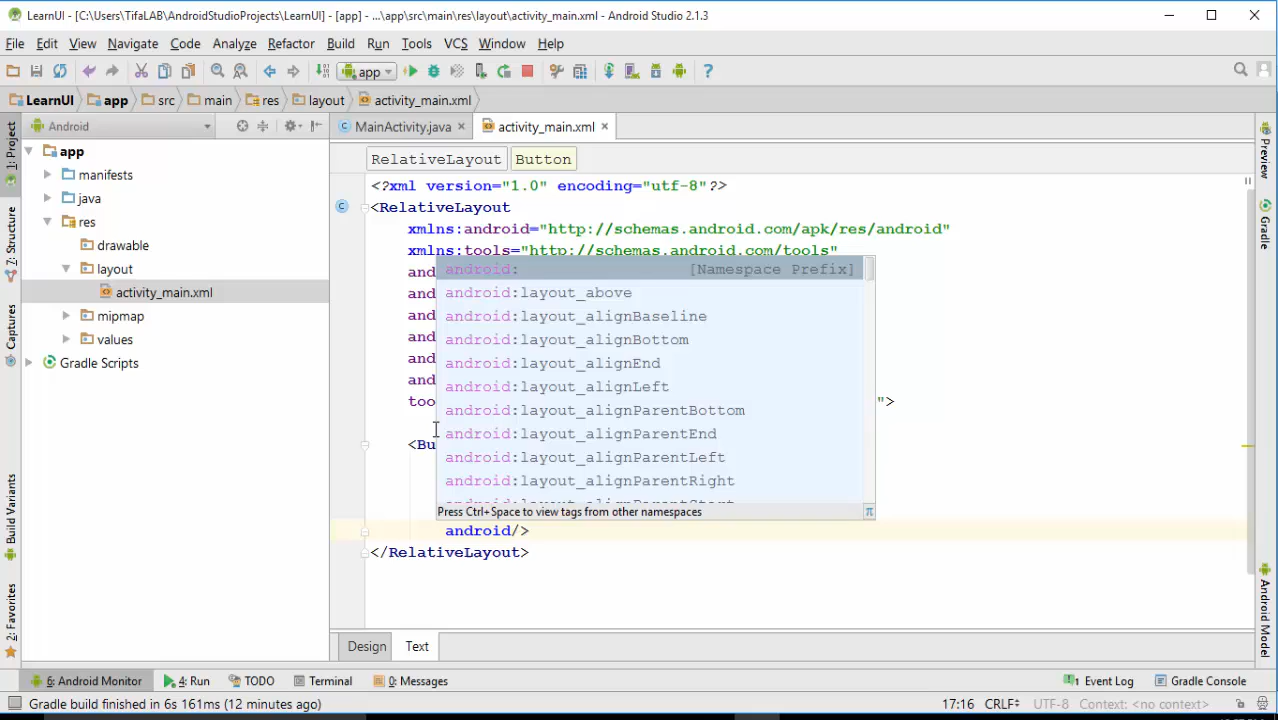 LearnUI - [C:\Users\TifaLAB\AndroidStudioProjects\LearnUI] - [app] - ...\app\src\main\res\layout\activity_main.xml - Android Studio 2.1.3
File Edit View Navigate Code Analyze Refactor Build Run Tools VCS Window Help
app
LearnUI app src main res layout activity_main.xml
Android
MainActivity.java activity_main.xml
1: Project
7: Structure
Captures
Build Variants
2: Favorites
app
manifests
java
res
drawable
layout
activity_main.xml
mipmap
values
Gradle Scripts
RelativeLayout Button
<?xml version="1.0" encoding="utf-8"?>
<RelativeLayout
xmlns:android="http://schemas.android.com/apk/res/android"
xmlns:tools="http://schemas.android.com/tools"
and
and
and
and
and
and
too ">
<Bu
android: [Namespace Prefix]
android:layout_above
android:layout_alignBaseline
android:layout_alignBottom
android:layout_alignEnd
android:layout_alignLeft
android:layout_alignParentBottom
android:layout_alignParentEnd
android:layout_alignParentLeft
android:layout_alignParentRight
android:layout_alignParentStart
Press Ctrl+Space to view tags from other namespaces π
android/>
</RelativeLayout>
Preview
Gradle
Android Model
Design Text
6: Android Monitor 4: Run TODO Terminal 0: Messages 1 Event Log Gradle Console
Gradle build finished in 6s 161ms (12 minutes ago) 17:16 CRLF÷ UTF-8 Context: <no context>